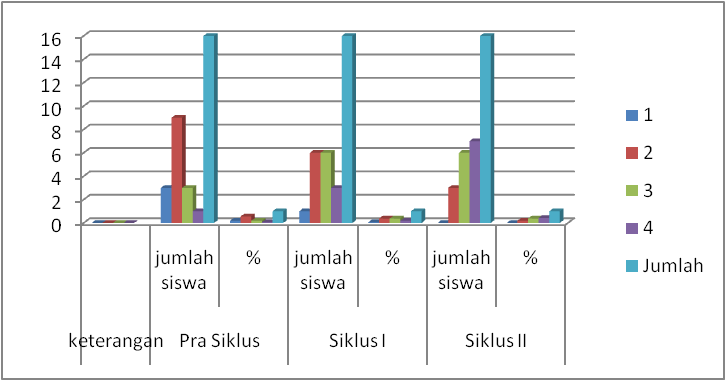 16
14
12
10
8
6
4
2
0
jumlah siswa
%
jumlah siswa
%
jumlah siswa
%
keterangan
Pra Siklus
Siklus I
Siklus II
1
2
3
4
Jumlah